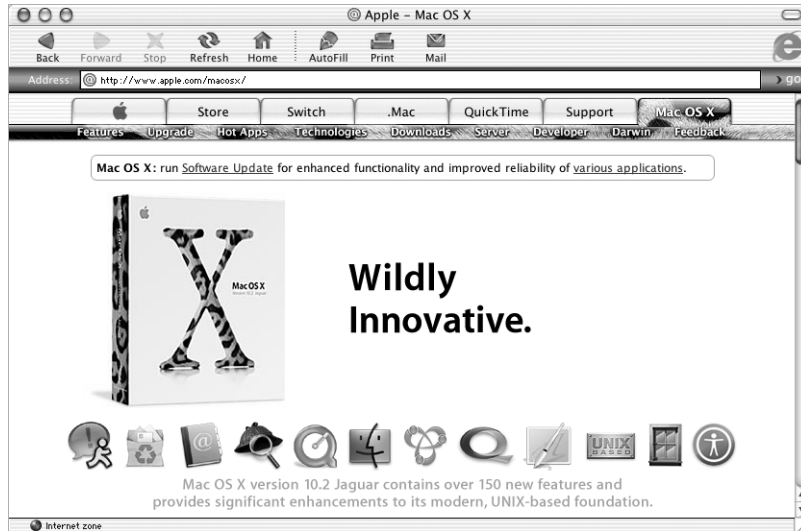 @ Apple – Mac OS X
Back Forward Stop Refresh Home AutoFill Print Mail
Address: @ http://www.apple.com/macosx/ › go
Store Switch .Mac QuickTime Support Mac OS X
Features Upgrade Hot Apps Technologies Downloads Server Developer Darwin Feedback
Mac OS X: run Software Update for enhanced functionality and improved reliability of various applications.
X
Mac OS X
Version 10.2 Jaguar
Wildly
Innovative.
UNIX
BASED
Mac OS X version 10.2 Jaguar contains over 150 new features and
provides significant enhancements to its modern, UNIX-based foundation.
Internet zone